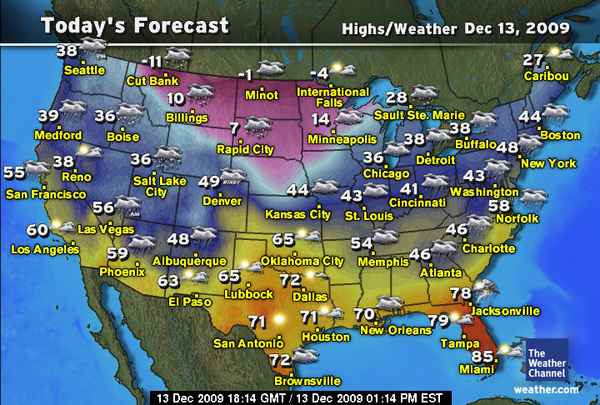 Today's Forecast
Highs/Weather Dec 13, 2009
38
Seattle
-11
Cut Bank
-1
Minot
-4
International
Falls
27
Caribou
10
Billings
28
Sault Ste. Marie
39
Medford
36
Boise
7
Rapid City
14
Minneapolis
38
Buffalo
44
Boston
38
Reno
36
Salt Lake
City
36
Chicago
38
Detroit
48
New York
55
San Francisco
49
WINDY
Denver
44
Kansas City
43
St. Louis
41
Cincinnati
43
Washington
56
AM
Las Vegas
58
Norfolk
60
Los Angeles
59
Phoenix
48
Albuquerque
65
Oklahoma City
54
Memphis
46
Atlanta
46
Charlotte
63
El Paso
65
Lubbock
72
Dallas
78
Jacksonville
71
San Antonio
71
Houston
70
New Orleans
79
Tampa
72
Brownsville
85
Miami
The
Weather
Channel
weather.com
13 Dec 2009 18:14 GMT / 13 Dec 2009 01:14 PM EST